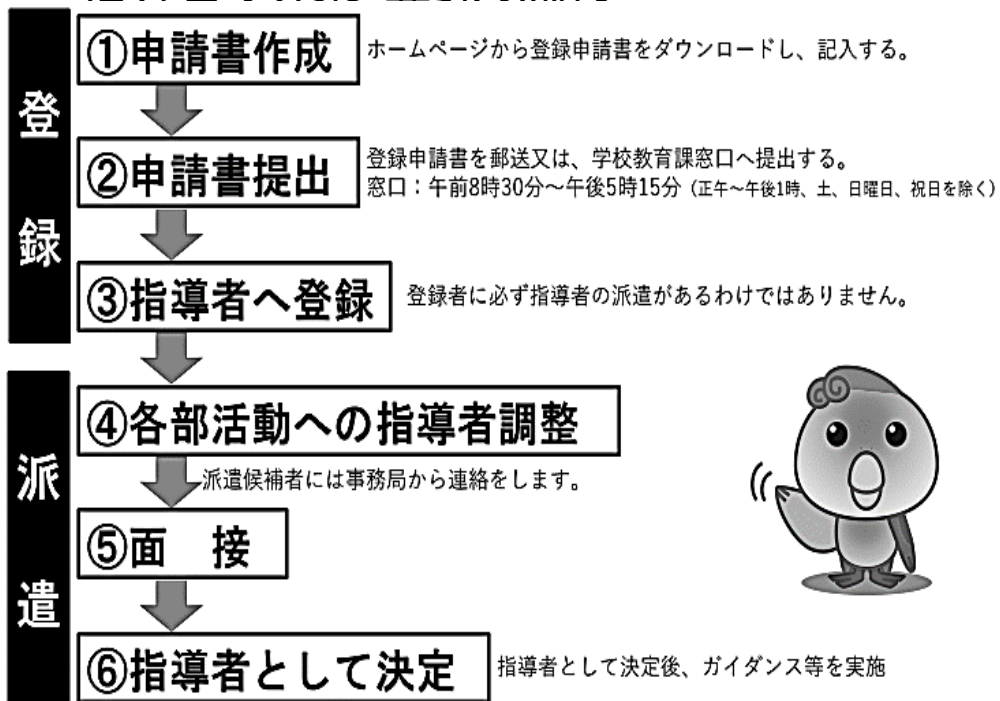 登録
①申請書作成
ホームページから登録申請書をダウンロードし、記入する。
②申請書提出
登録申請書を郵送又は、学校教育課窓口へ提出する。
窓口：午前8時30分～午後5時15分（正午～午後1時、土、日曜日、祝日を除く）
③指導者へ登録
登録者に必ず指導者の派遣があるわけではありません。
派遣
④各部活動への指導者調整
派遣候補者には事務局から連絡をします。
⑤面　接
⑥指導者として決定
指導者として決定後、ガイダンス等を実施